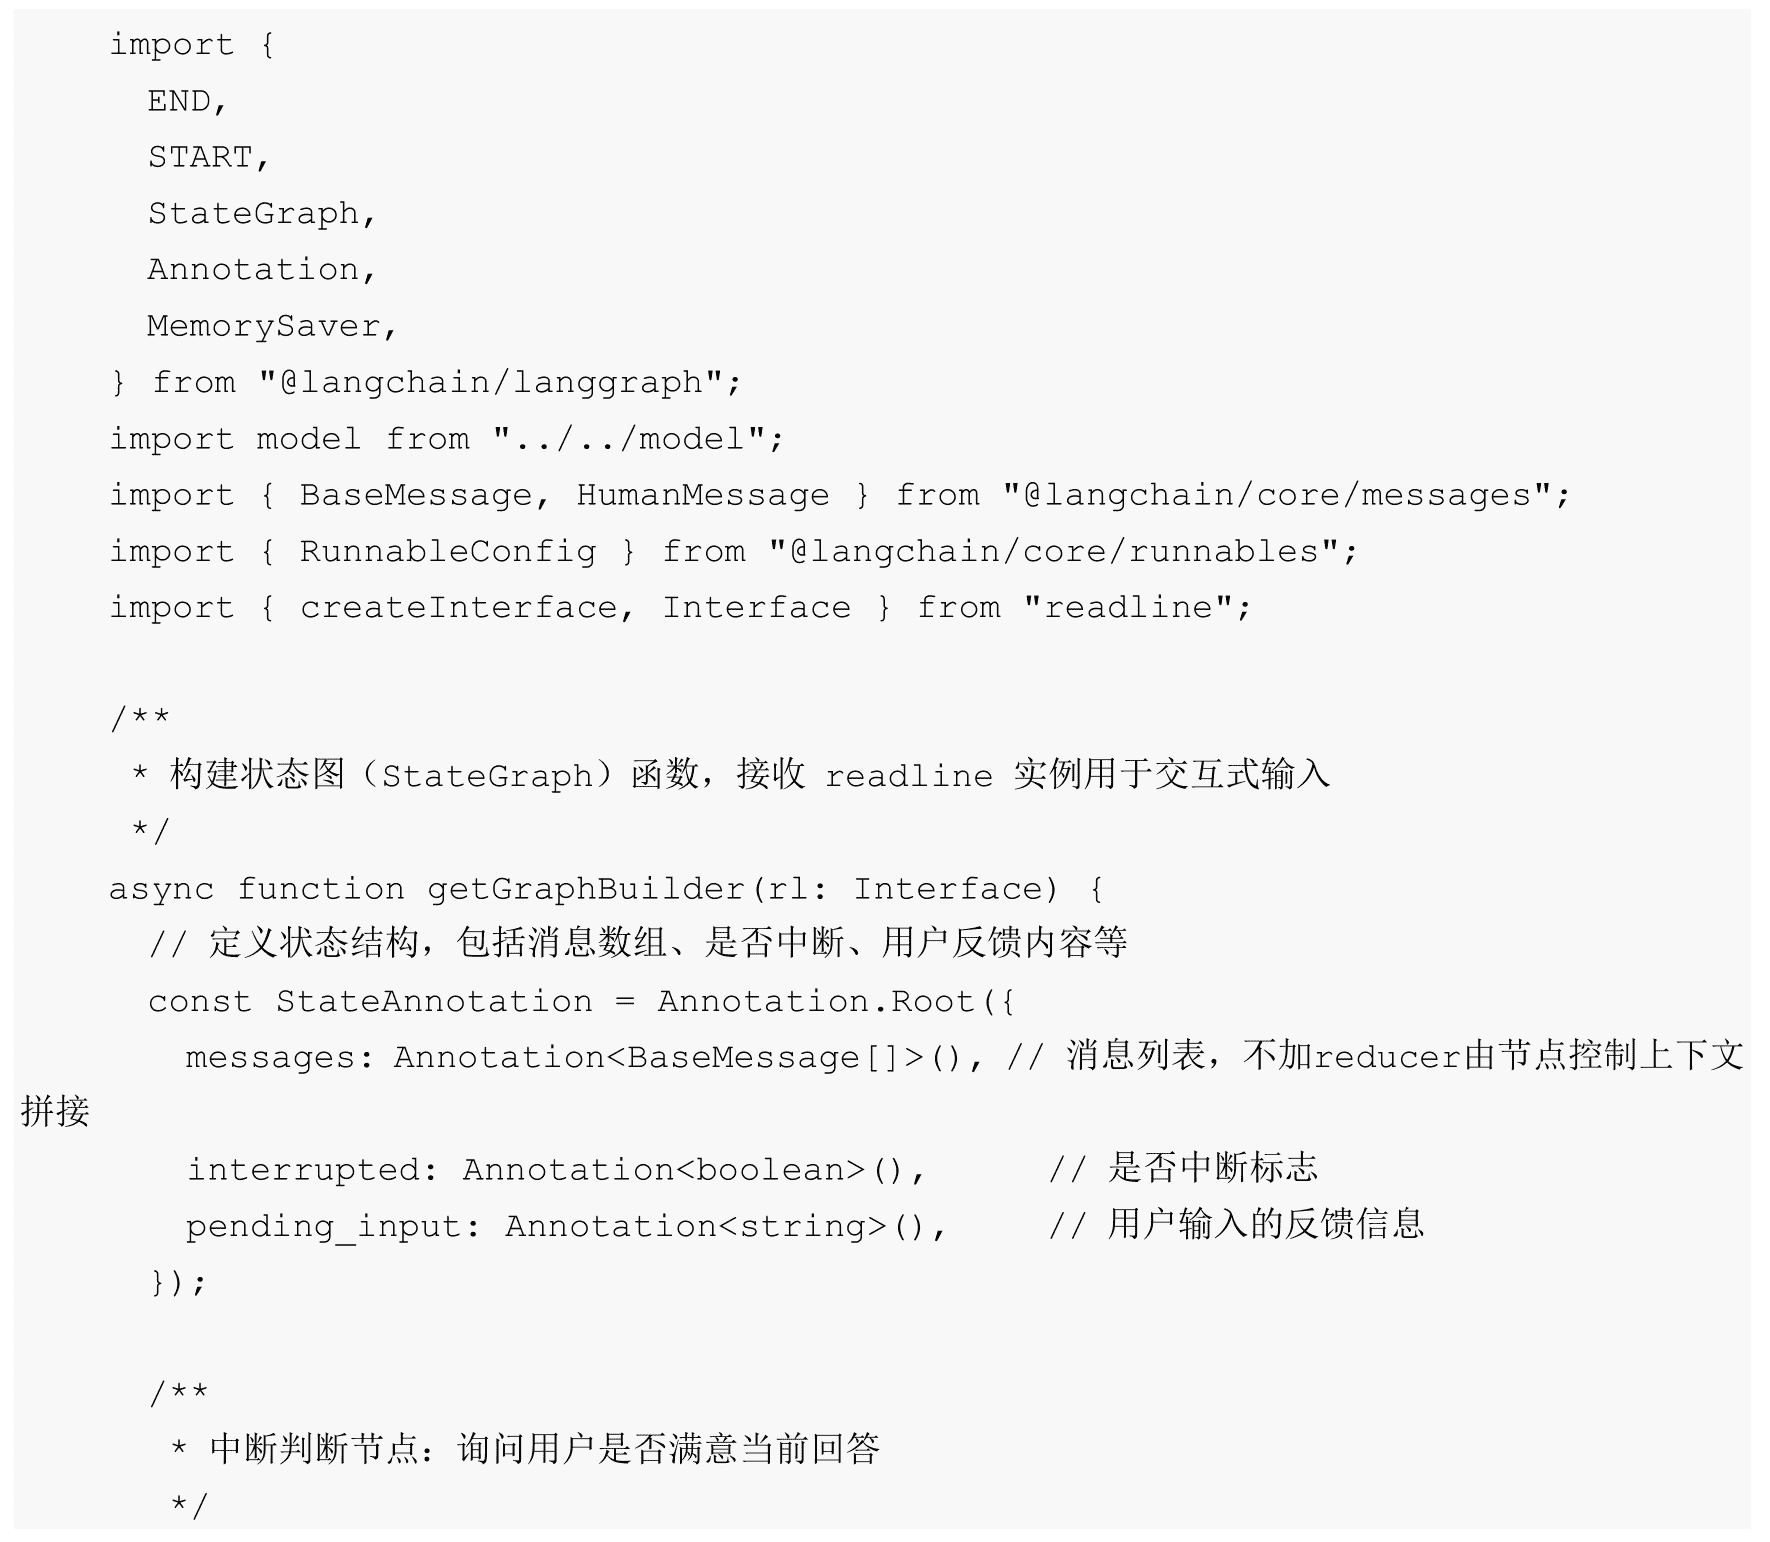 import {
  END,
  START,
  StateGraph,
  Annotation,
  MemorySaver,
} from "@langchain/langgraph";
import model from "../../model";
import { BaseMessage, HumanMessage } from "@langchain/core/messages";
import { RunnableConfig } from "@langchain/core/runnables";
import { createInterface, Interface } from "readline";

/**
 * 构建状态图（StateGraph）函数，接收 readline 实例用于交互式输入
 */
async function getGraphBuilder(rl: Interface) {
  // 定义状态结构，包括消息数组、是否中断、用户反馈内容等
  const StateAnnotation = Annotation.Root({
    messages: Annotation<BaseMessage[]>(), // 消息列表，不加reducer由节点控制上下文
拼接
    interrupted: Annotation<boolean>(),      // 是否中断标志
    pending_input: Annotation<string>(),     // 用户输入的反馈信息
  });

  /**
   * 中断判断节点：询问用户是否满意当前回答
   */